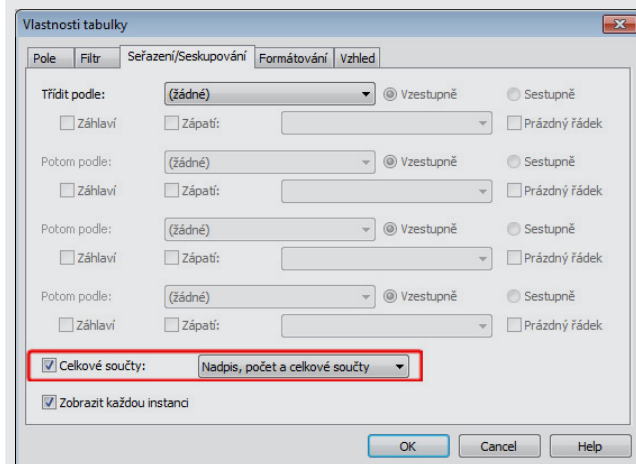 Vlastnosti tabulky
Pole Filtr Seřazení/Seskupování Formátování Vzhled
Třídit podle: (žádné) Vzestupně Sestupně
Záhlaví Zápatí: Prázdný řádek
Potom podle: (žádné) Vzestupně Sestupně
Záhlaví Zápatí: Prázdný řádek
Potom podle: (žádné) Vzestupně Sestupně
Záhlaví Zápatí: Prázdný řádek
Potom podle: (žádné) Vzestupně Sestupně
Záhlaví Zápatí: Prázdný řádek
Celkové součty: Nadpis, počet a celkové součty
Zobrazit každou instanci
OK Cancel Help